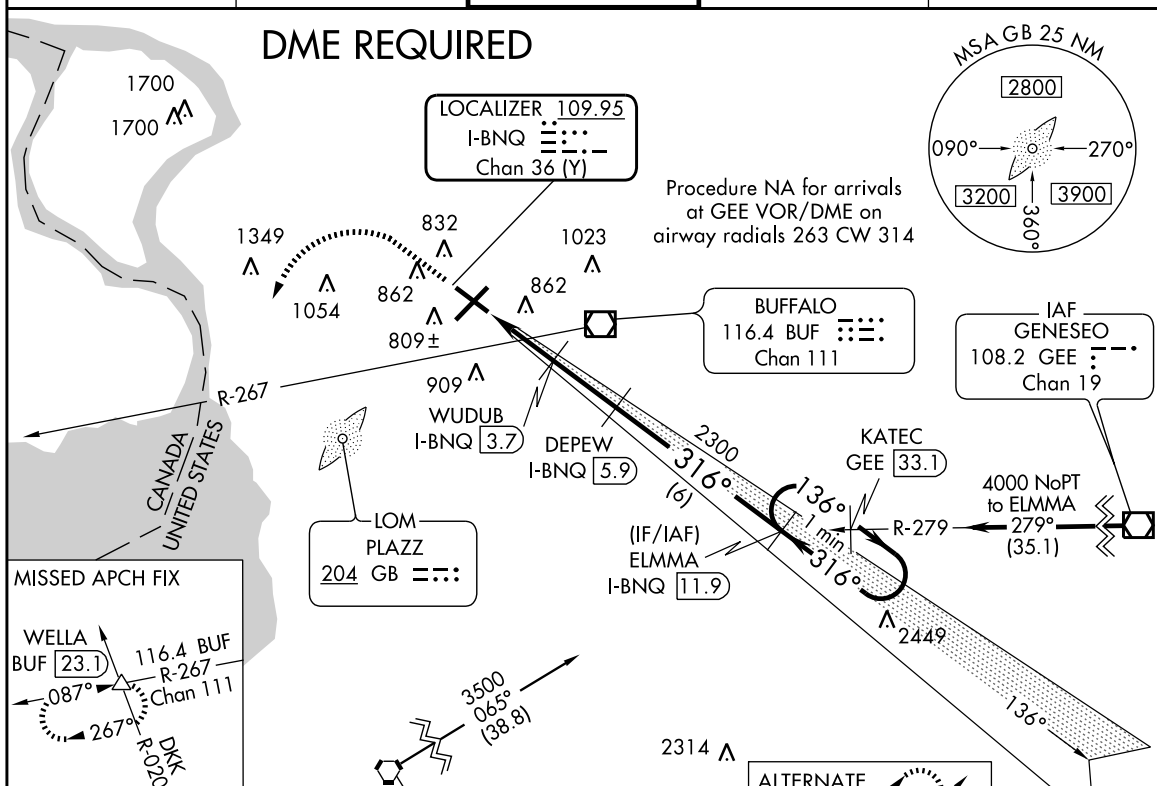 DME REQUIRED
MSA GB 25 NM
2800
090°
270°
3200
3900
360°
1700
1700
LOCALIZER 109.95
I-BNQ
Chan 36 (Y)
Procedure NA for arrivals
at GEE VOR/DME on
airway radials 263 CW 314
1349
832
1023
1054
862
862
809±
909
BUFFALO
116.4 BUF
Chan 111
IAF
GENESEO
108.2 GEE
Chan 19
R-267
WUDUB
I-BNQ 3.7
DEPEW
I-BNQ 5.9
2300
316°
(6)
KATEC
GEE 33.1
4000 NoPT
to ELMMA
279°
(35.1)
R-279
136°
1 min
316°
(IF/IAF)
ELMMA
I-BNQ 11.9
CANADA
UNITED STATES
LOM
PLAZZ
204 GB
2449
136°
MISSED APCH FIX
WELLA
BUF 23.1
116.4 BUF
R-267
Chan 111
087°
267°
DKK
R-020
3500
065°
(38.8)
2314
ALTERNATE